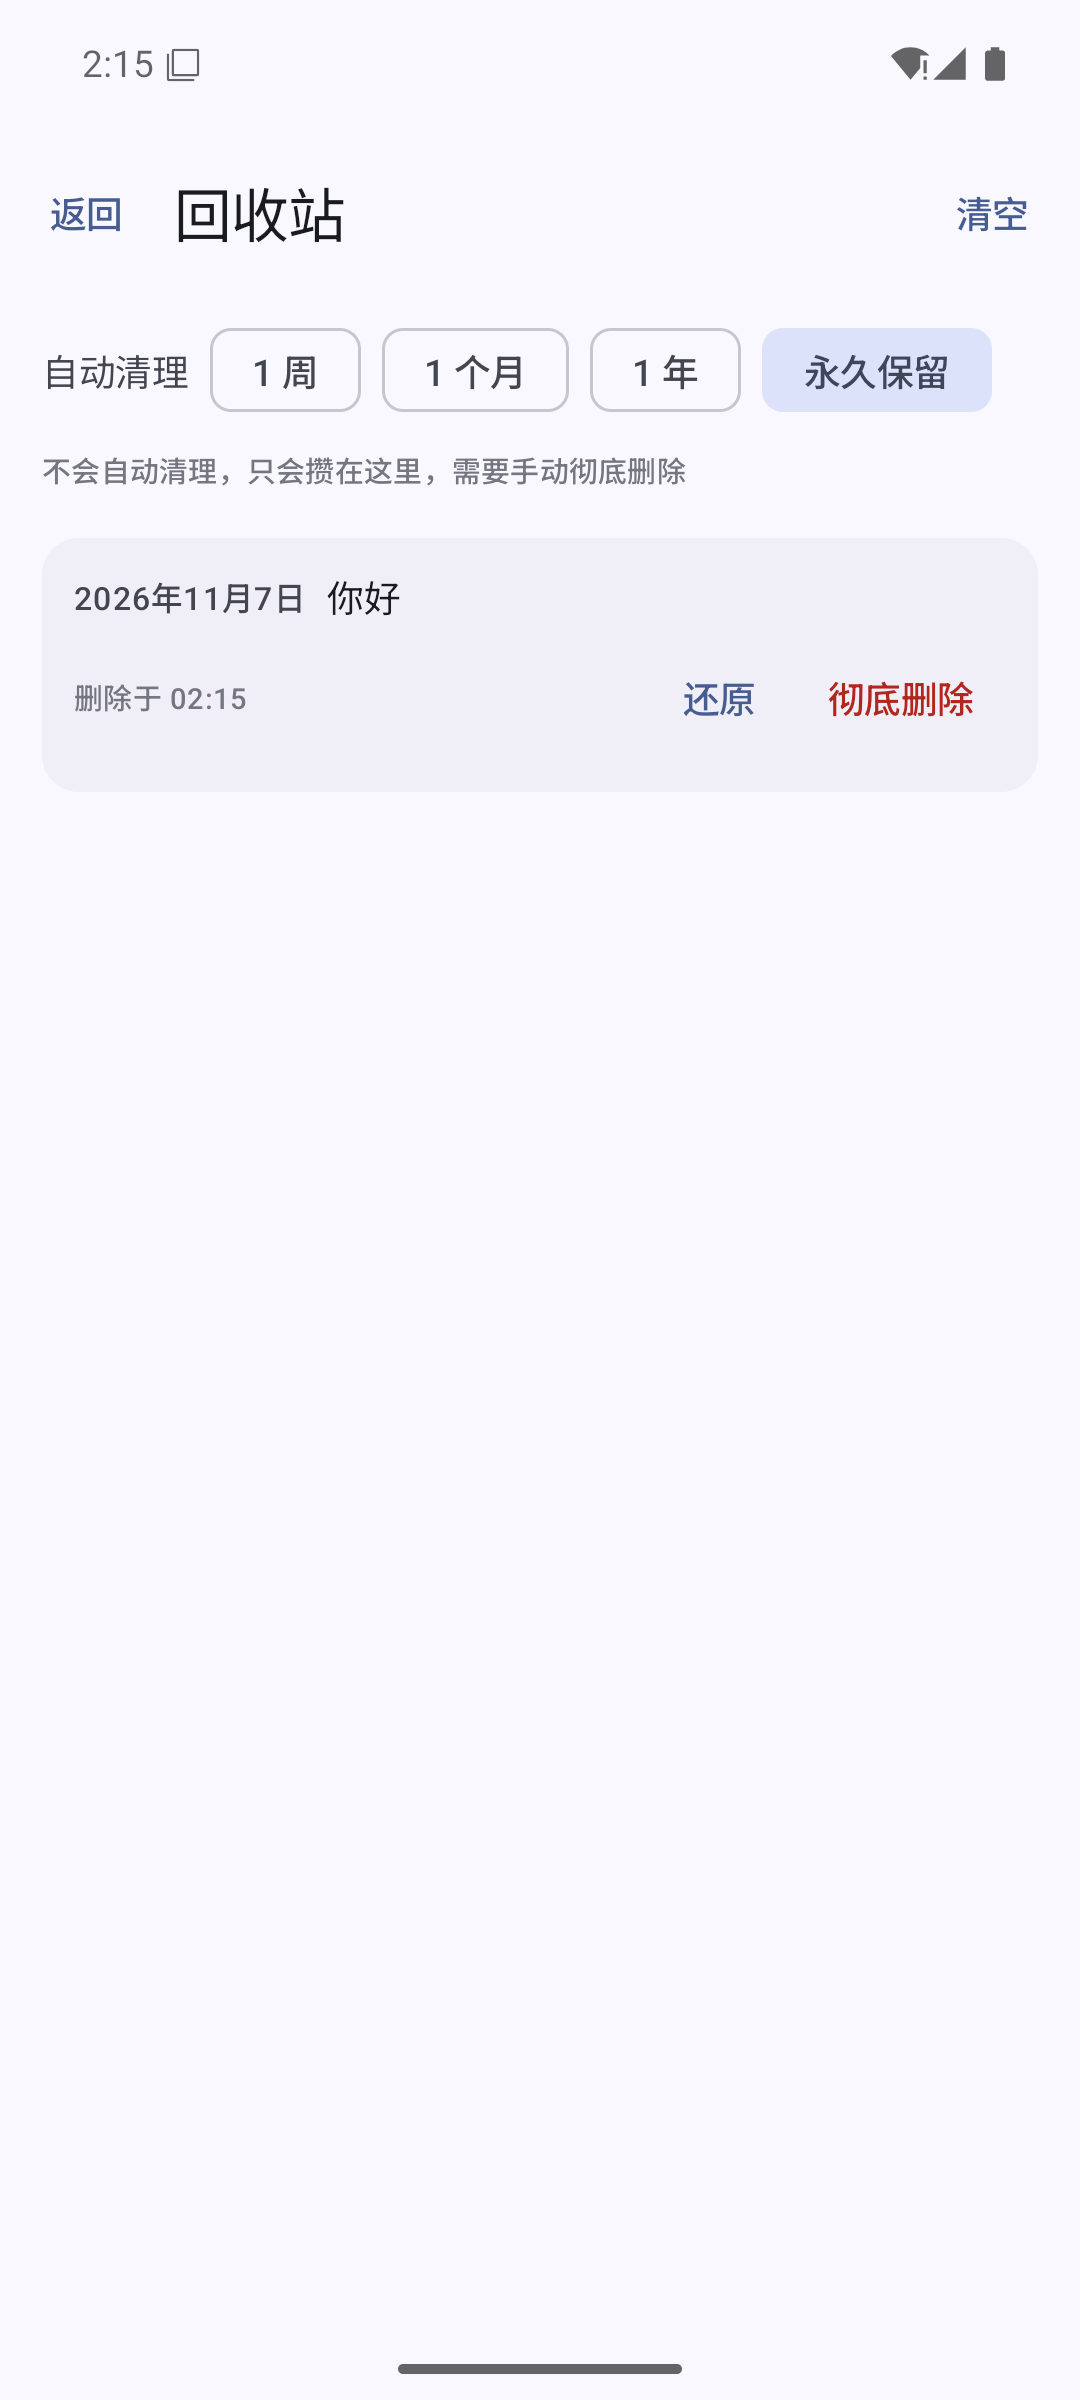 2:15
返回 回收站 清空
自动清理 1 周 1 个月 1 年 永久保留
不会自动清理，只会攒在这里，需要手动彻底删除
2026年11月7日 你好
删除于 02:15 还原 彻底删除